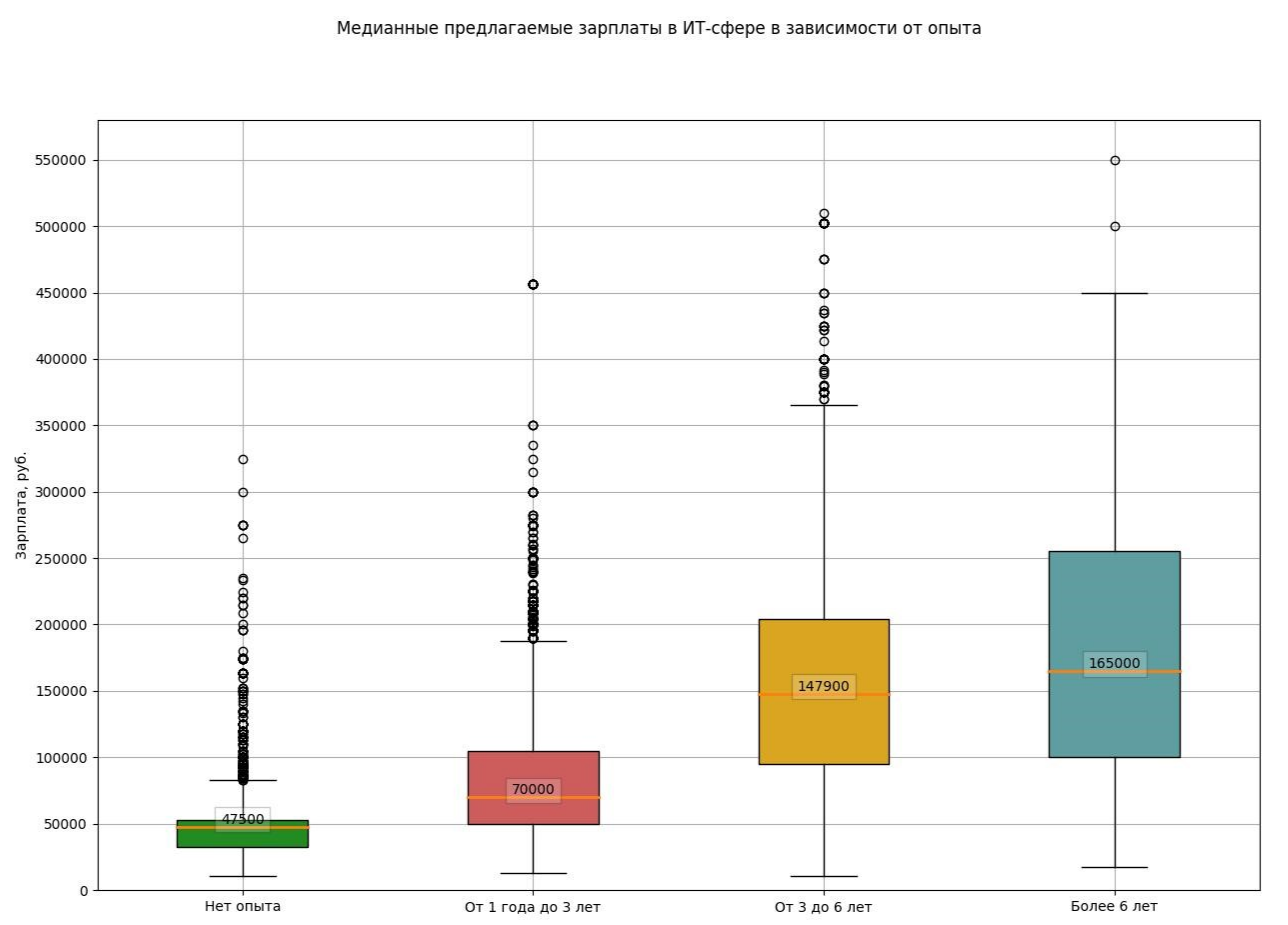 Медианные предлагаемые зарплаты в ИТ-сфере в зависимости от опыта
Зарплата, руб.
550000
500000
450000
400000
350000
300000
250000
200000
150000
100000
50000
0
47500
70000
147900
165000
Нет опыта
От 1 года до 3 лет
От 3 до 6 лет
Более 6 лет